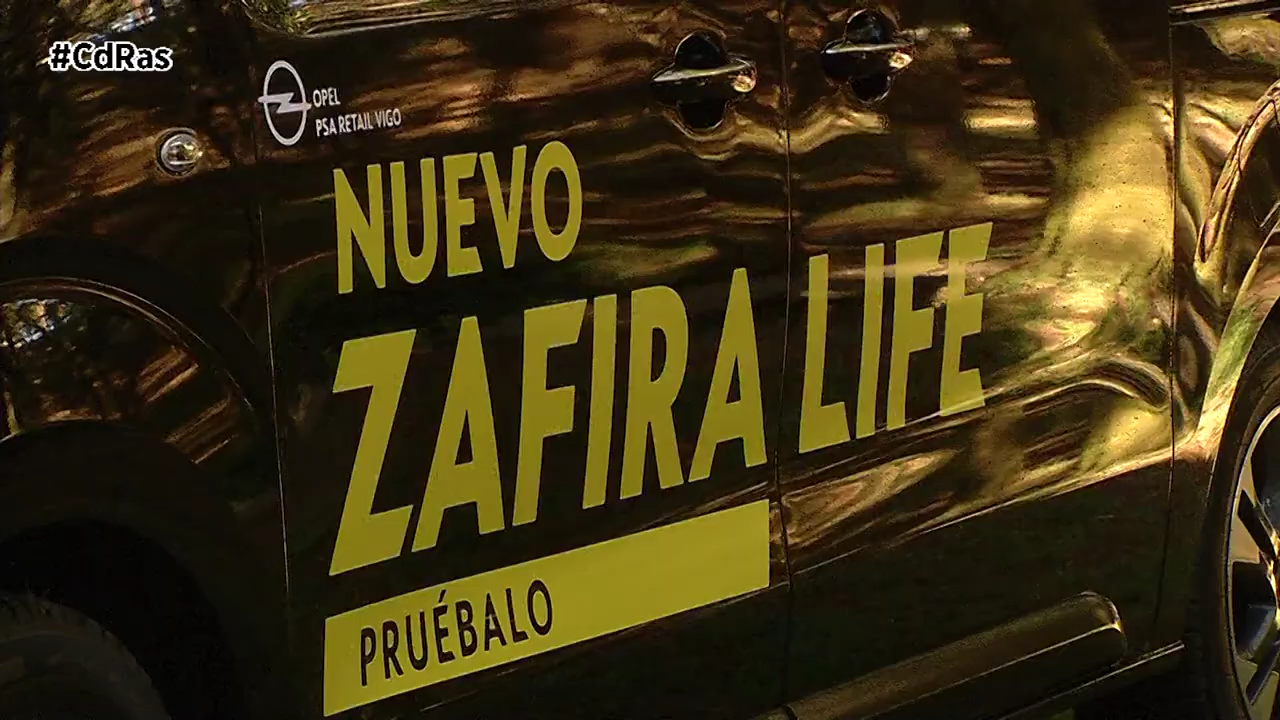 #CdRas
OPEL
PSA RETAIL VIGO
NUEVO
ZAFIRA LIFE
PRUÉBALO